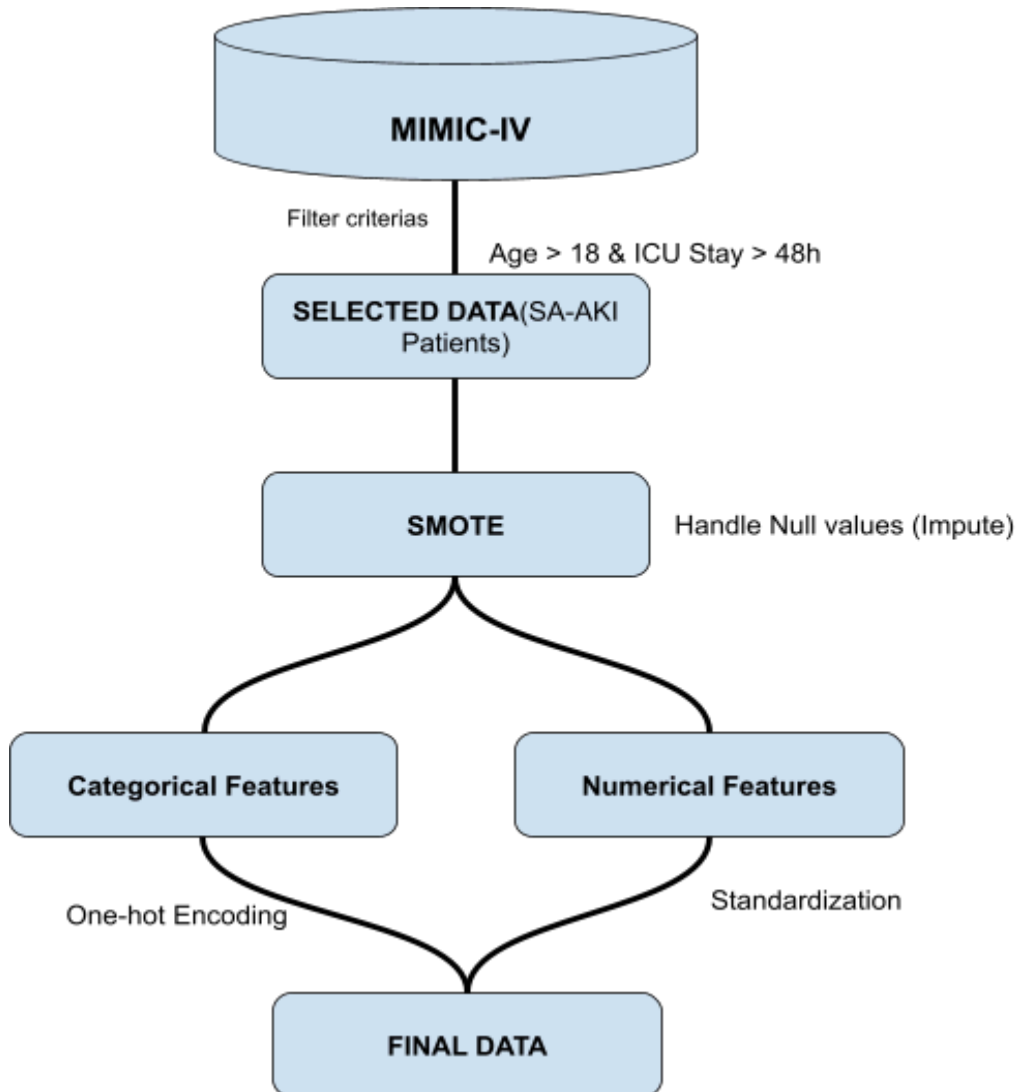 MIMIC-IV
Filter criterias
Age > 18 & ICU Stay > 48h
SELECTED DATA(SA-AKI
Patients)
SMOTE
Handle Null values (Impute)
Categorical Features
Numerical Features
One-hot Encoding
Standardization
FINAL DATA